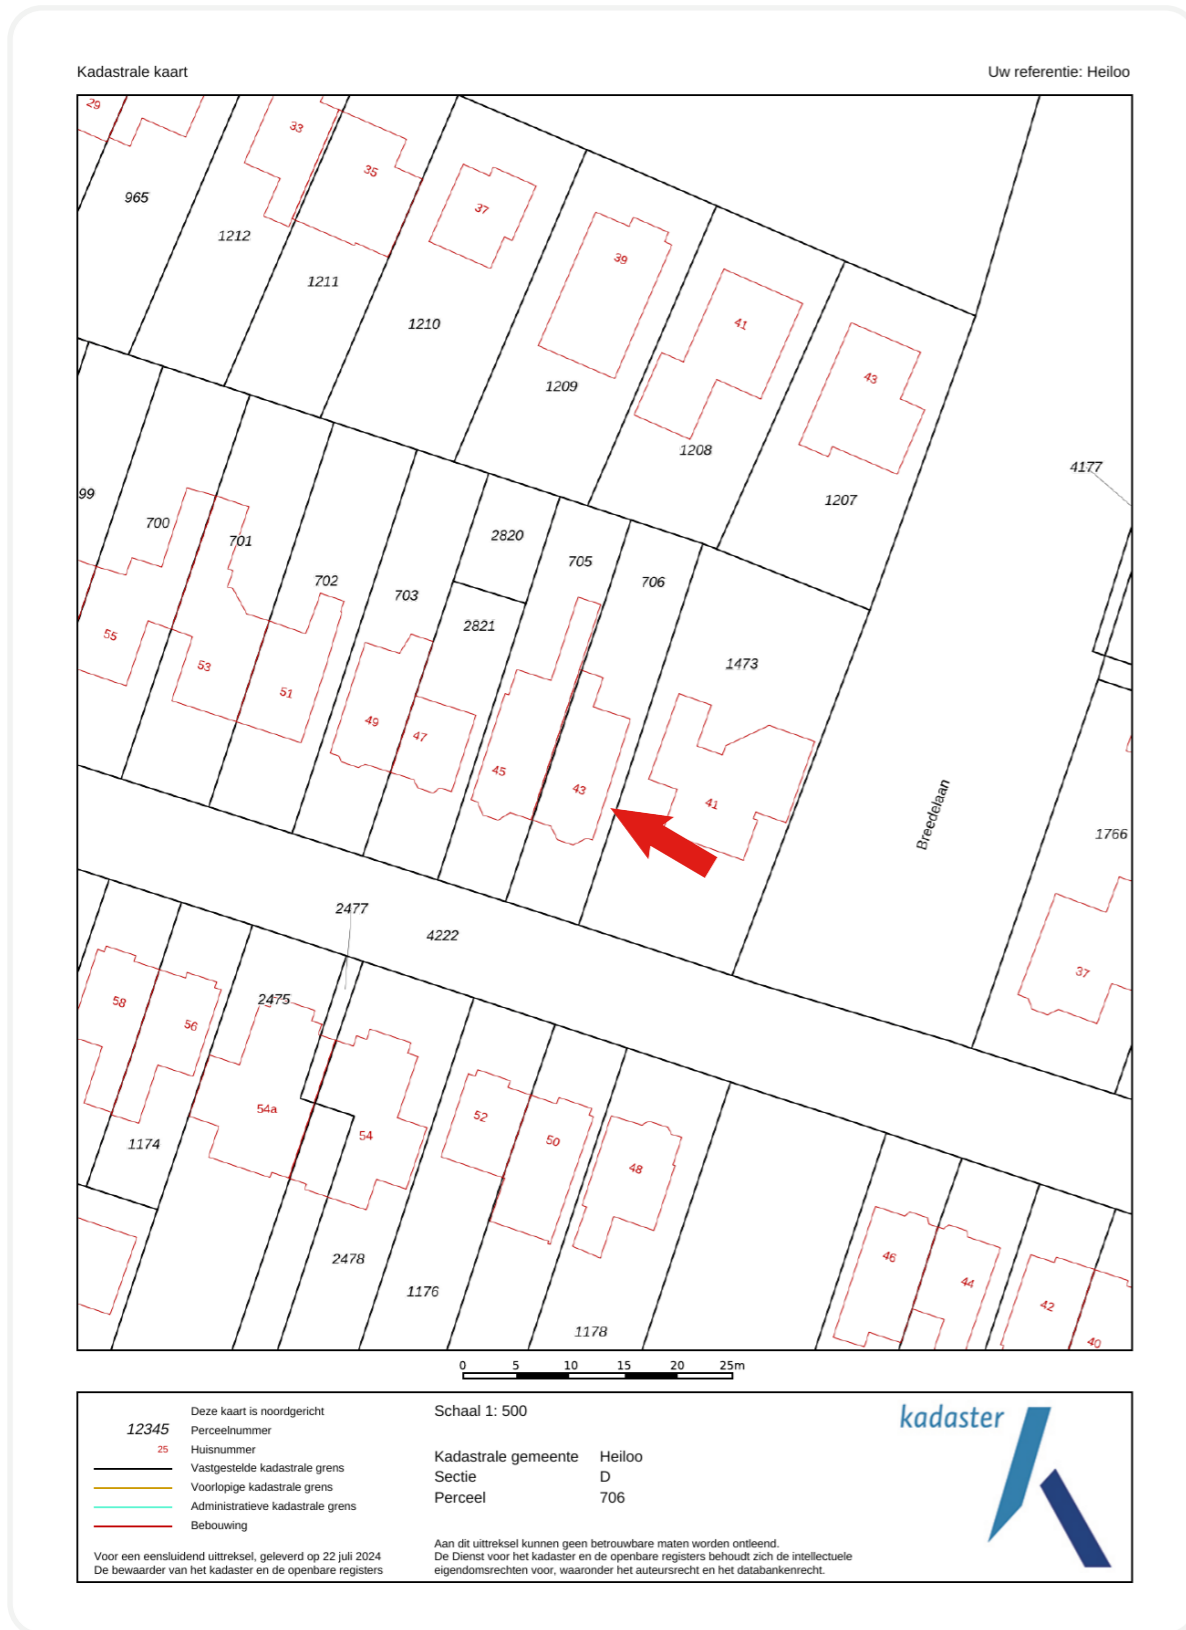 Kadastrale kaart
Uw referentie: Heiloo
29
33
35
37
39
41
43
965
1212
1211
1210
1209
1208
1207
4177
99
700
701
702
703
2820
2821
705
706
1473
55
53
51
49
47
45
43
41
Breedelaan
1766
37
2477
4222
2475
58
56
54a
54
52
50
48
1174
2478
1176
1178
46
44
42
40
0 5 10 15 20 25m
Deze kaart is noordgericht
12345 Perceelnummer
25 Huisnummer
Vastgestelde kadastrale grens
Voorlopige kadastrale grens
Administratieve kadastrale grens
Bebouwing
Voor een eensluidend uittreksel, geleverd op 22 juli 2024
De bewaarder van het kadaster en de openbare registers
Schaal 1: 500
Kadastrale gemeente Heiloo
Sectie D
Perceel 706
Aan dit uittreksel kunnen geen betrouwbare maten worden ontleend.
De Dienst voor het kadaster en de openbare registers behoudt zich de intellectuele
eigendomsrechten voor, waaronder het auteursrecht en het databankenrecht.
kadaster